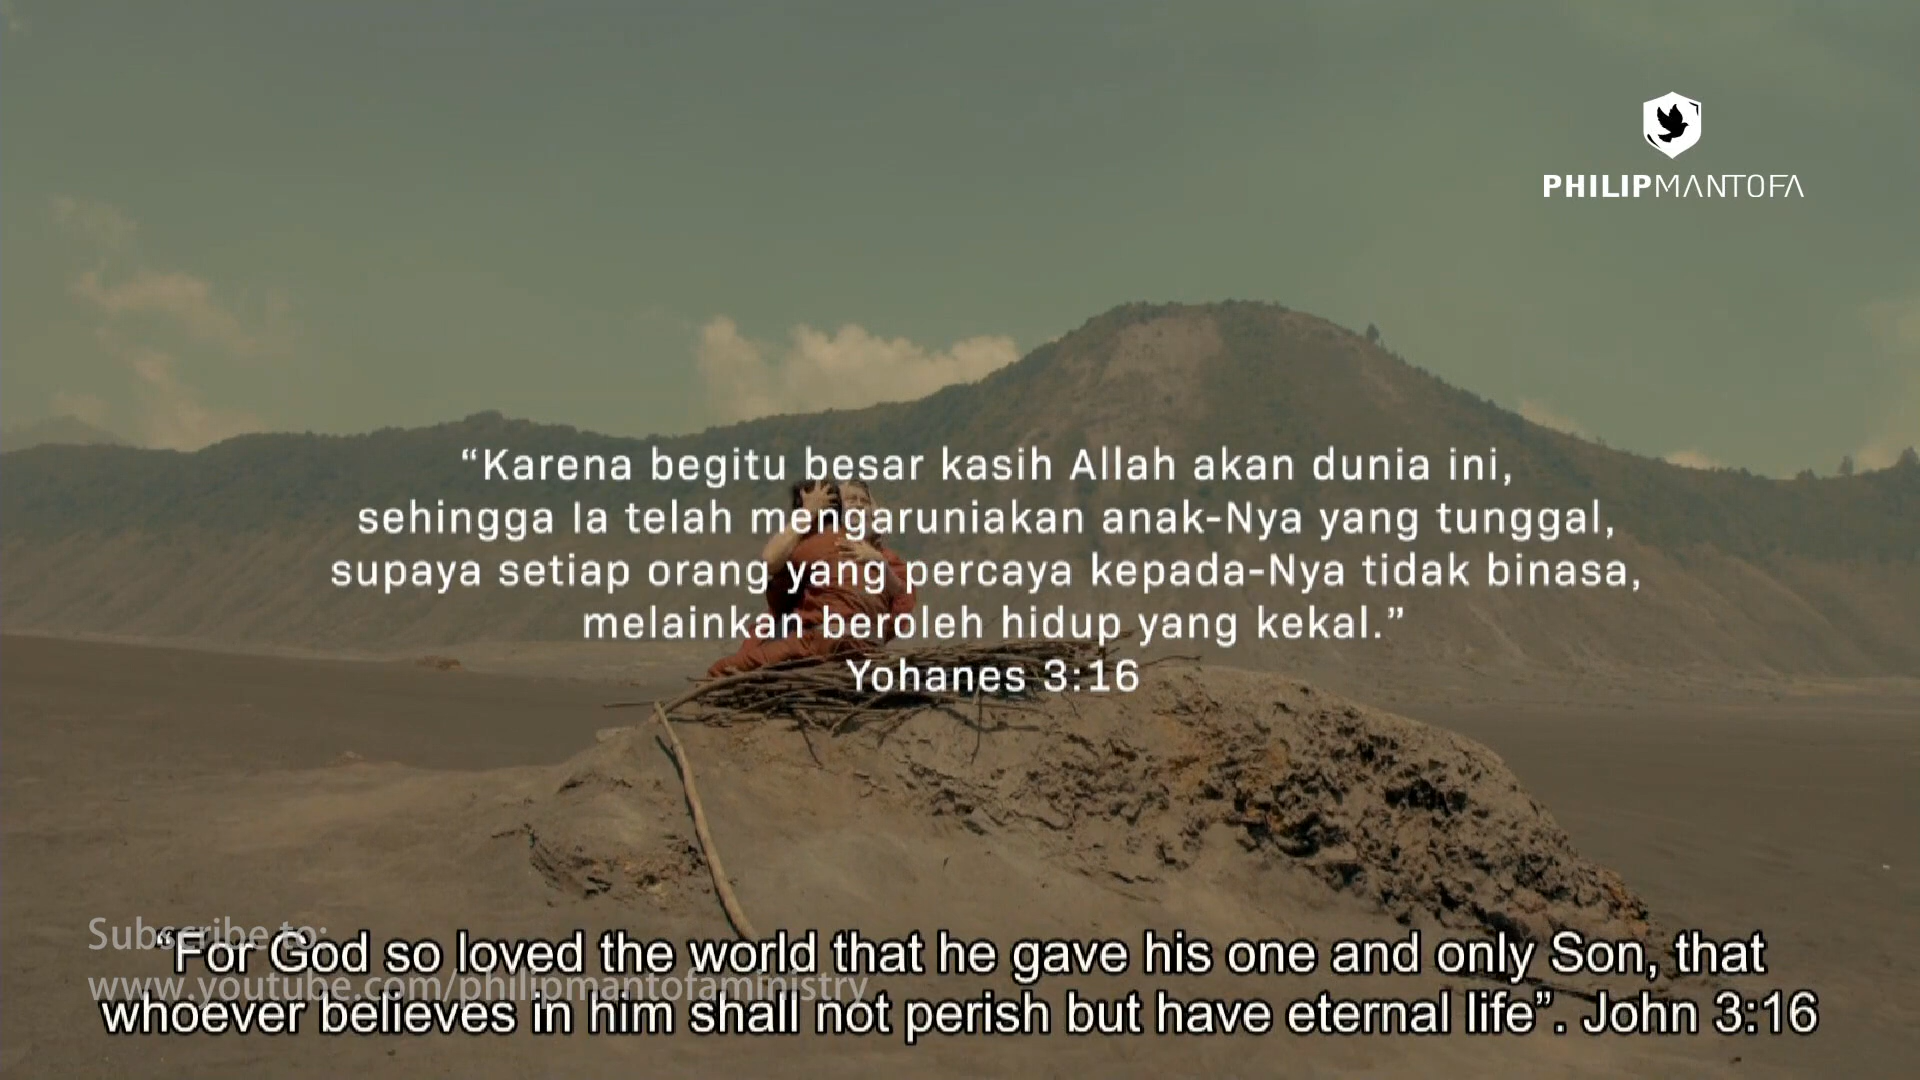 PHILIPMANTOFA
“Karena begitu besar kasih Allah akan dunia ini,
sehingga Ia telah mengaruniakan anak-Nya yang tunggal,
supaya setiap orang yang percaya kepada-Nya tidak binasa,
melainkan beroleh hidup yang kekal.”
Yohanes 3:16
Subscribe to:
www.youtube.com/philipmantofaministry
“For God so loved the world that he gave his one and only Son, that
whoever believes in him shall not perish but have eternal life”. John 3:16